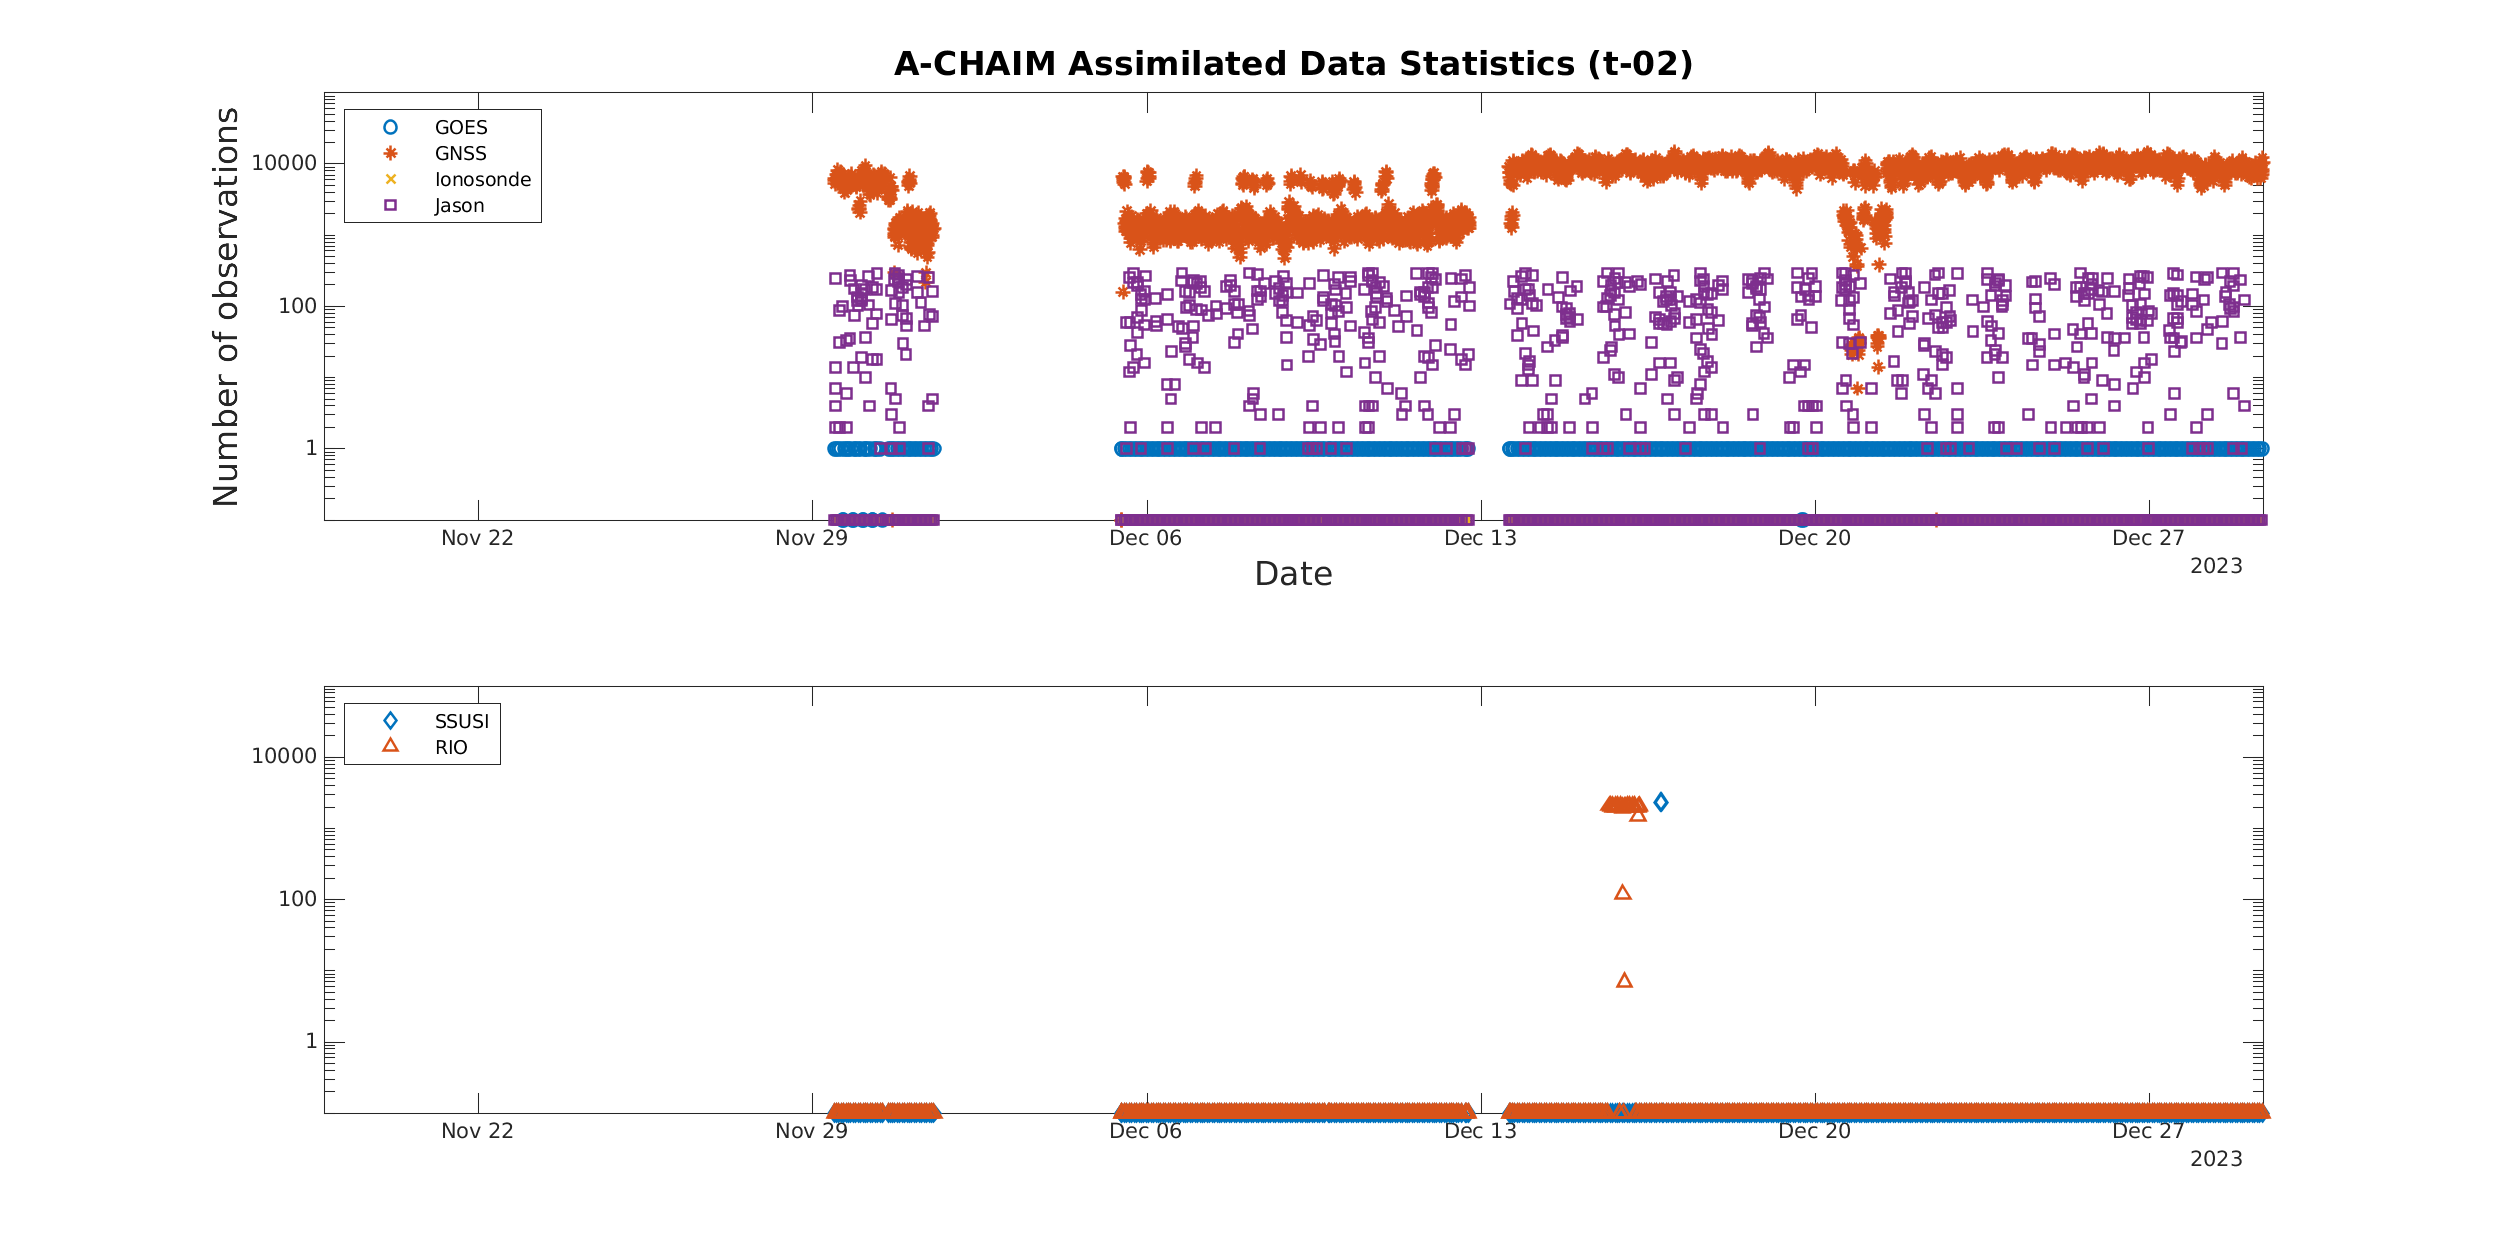 A-CHAIM Assimilated Data Statistics (t-02)
Number of observations
10000
100
1
GOES
GNSS
Ionosonde
Jason
Nov 22
Nov 29
Dec 06
Dec 13
Dec 20
Dec 27
2023
Date
10000
100
1
SSUSI
RIO
Nov 22
Nov 29
Dec 06
Dec 13
Dec 20
Dec 27
2023